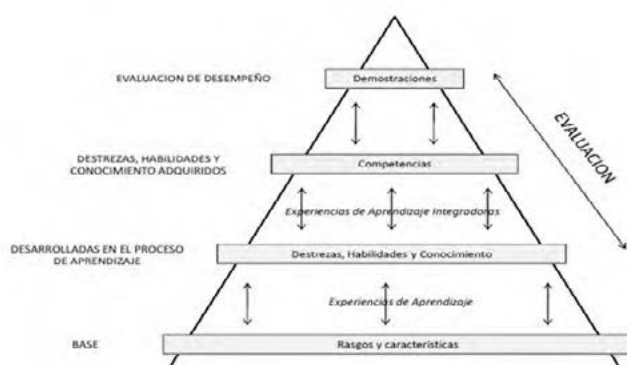 EVALUACION DE DESEMPEÑO
Demostraciones
EVALUACION
DESTREZAS, HABILIDADES Y
CONOCIMIENTO ADQUIRIDOS
Competencias
Experiencias de Aprendizaje Integradoras
DESARROLLADAS EN EL PROCESO
DE APRENDIZAJE
Destrezas, Habilidades y Conocimiento
Experiencias de Aprendizaje
BASE
Rasgos y características